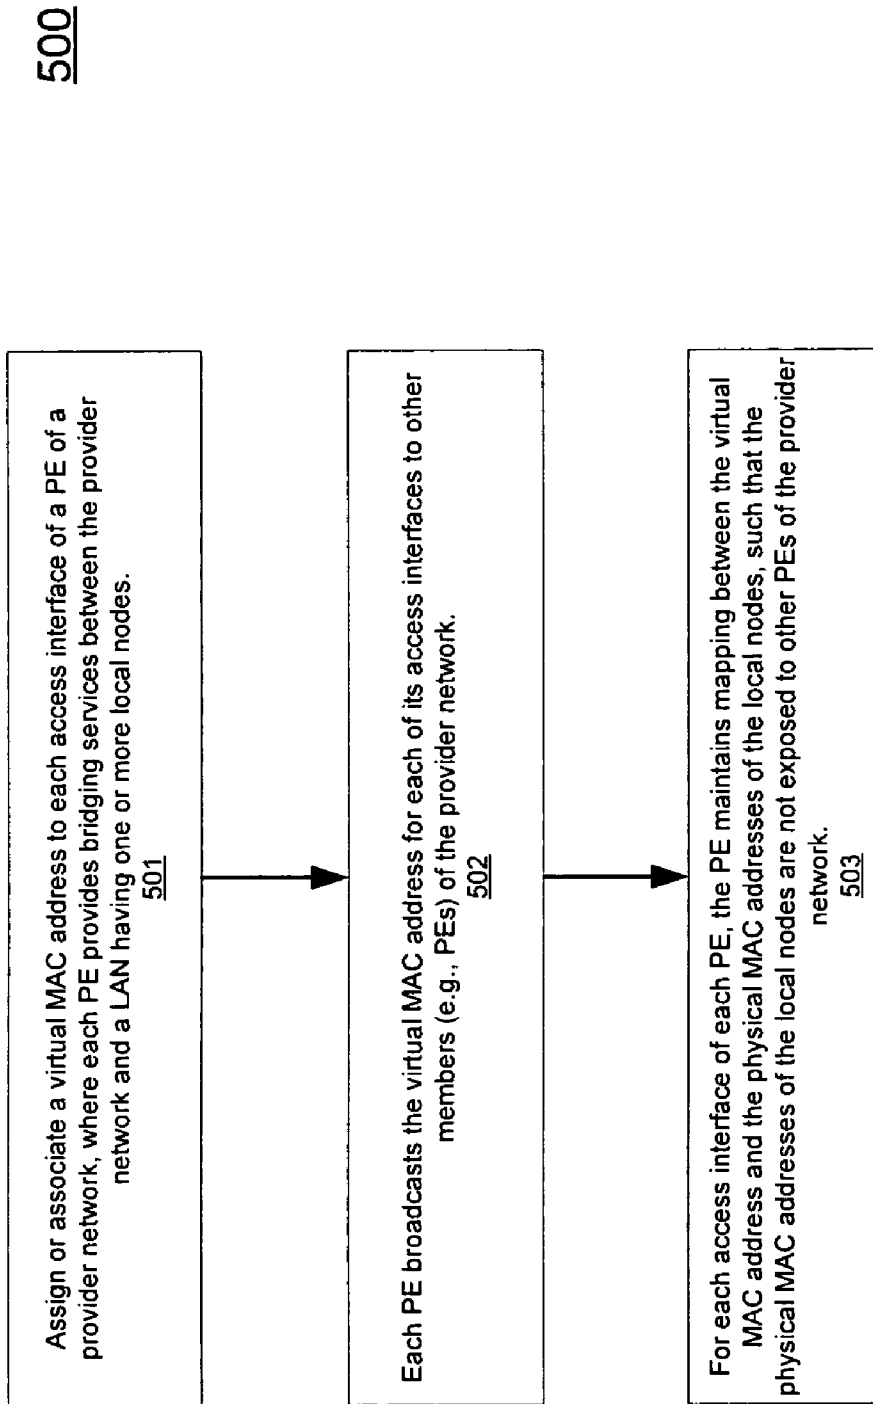 500
Assign or associate a virtual MAC address to each access interface of a PE of a
provider network, where each PE provides bridging services between the provider
network and a LAN having one or more local nodes.
501
Each PE broadcasts the virtual MAC address for each of its access interfaces to other
members (e.g., PEs) of the provider network.
502
For each access interface of each PE, the PE maintains mapping between the virtual
MAC address and the physical MAC addresses of the local nodes, such that the
physical MAC addresses of the local nodes are not exposed to other PEs of the provider
network.
503